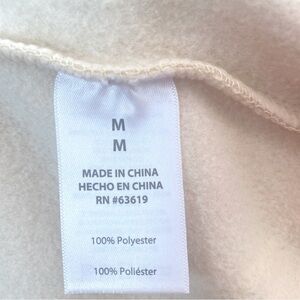 M
M
MADE IN CHINA
HECHO EN CHINA
RN #63619
100% Polyester
100% Poliéster